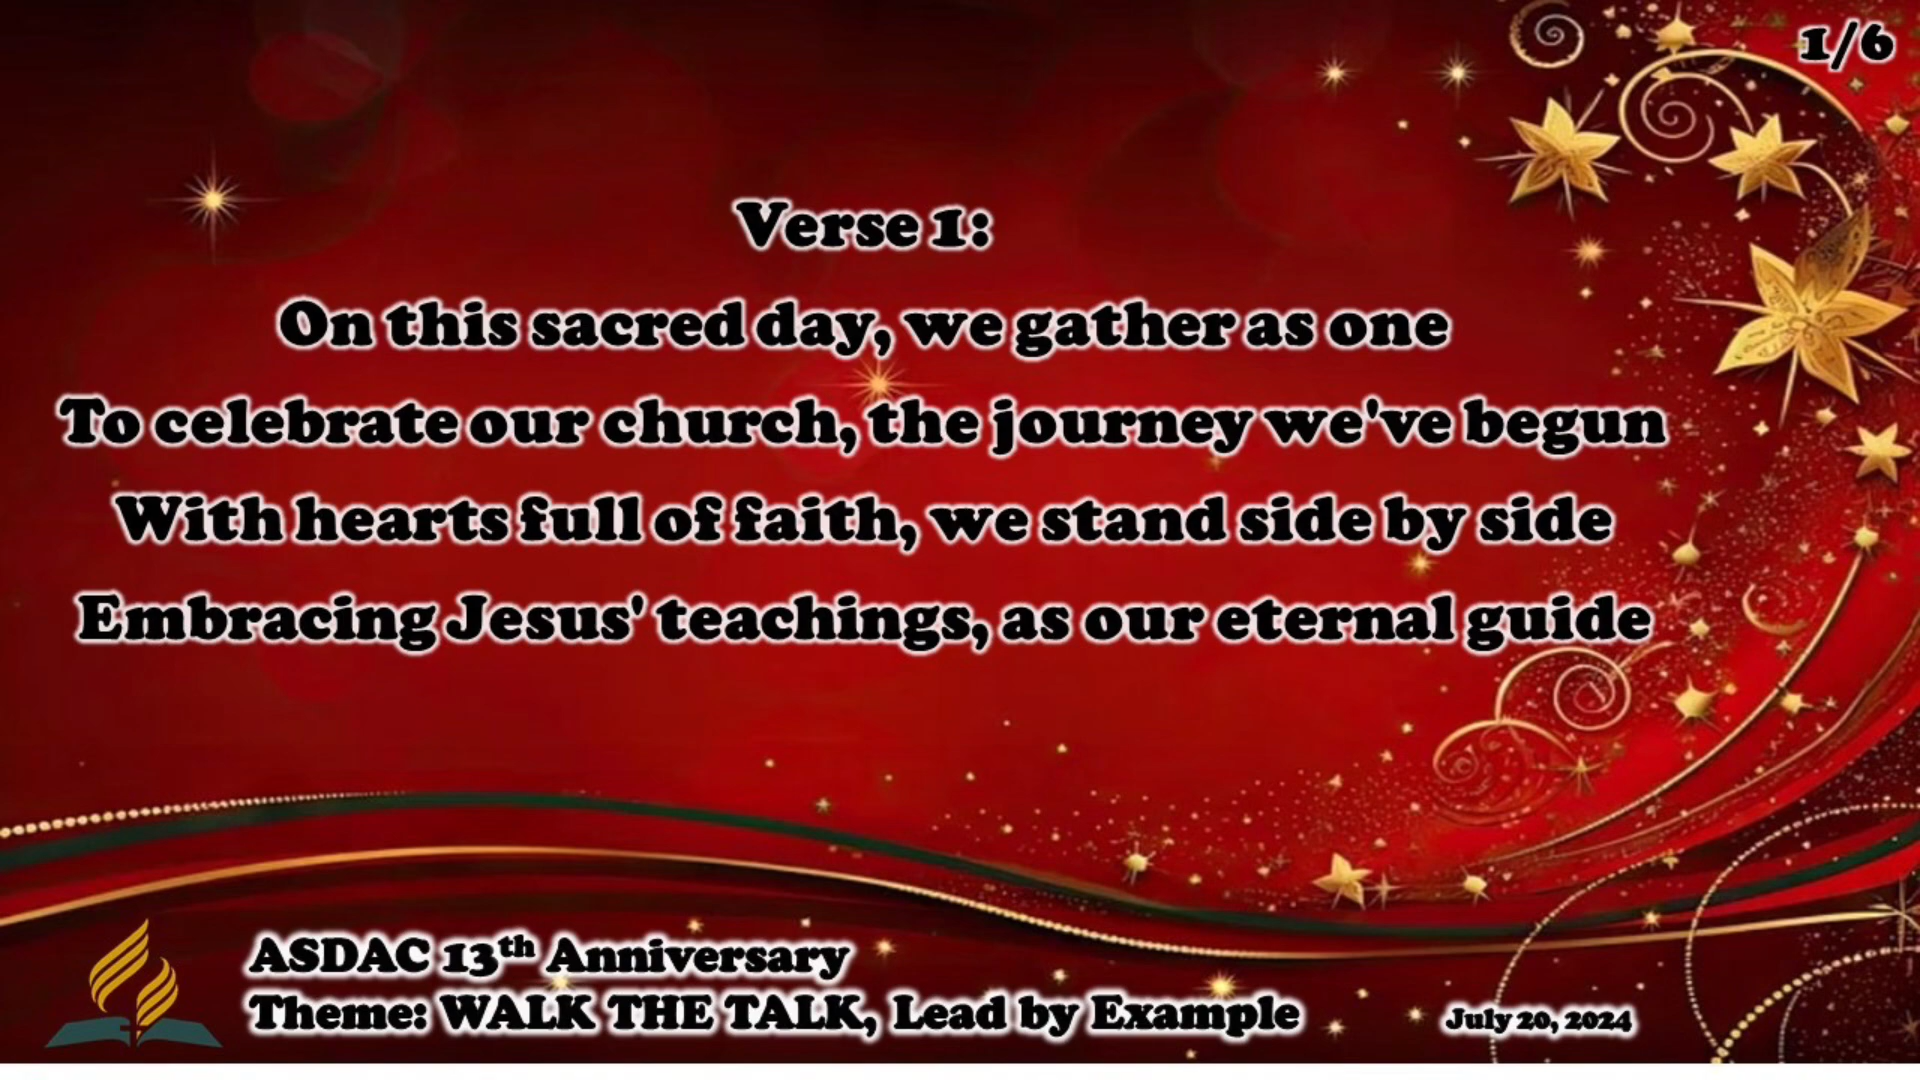 1/6
Verse 1:
On this sacred day, we gather as one
To celebrate our church, the journey we've begun
With hearts full of faith, we stand side by side
Embracing Jesus' teachings, as our eternal guide
ASDAC 13th Anniversary
Theme: WALK THE TALK, Lead by Example
July 20, 2024